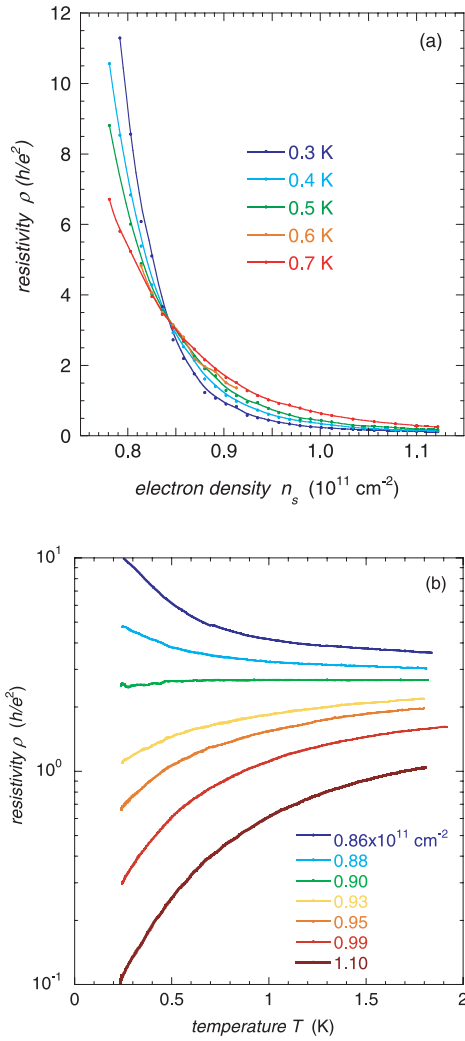 (a)
12
10
8
6
4
2
0
resistivity ρ (h/e²)
0.3 K
0.4 K
0.5 K
0.6 K
0.7 K
0.8 0.9 1.0 1.1
electron density n_s (10¹¹ cm⁻²)
(b)
10¹
10⁰
10⁻¹
resistivity ρ (h/e²)
0.86x10¹¹ cm⁻²
0.88
0.90
0.93
0.95
0.99
1.10
0 0.5 1 1.5 2
temperature T (K)